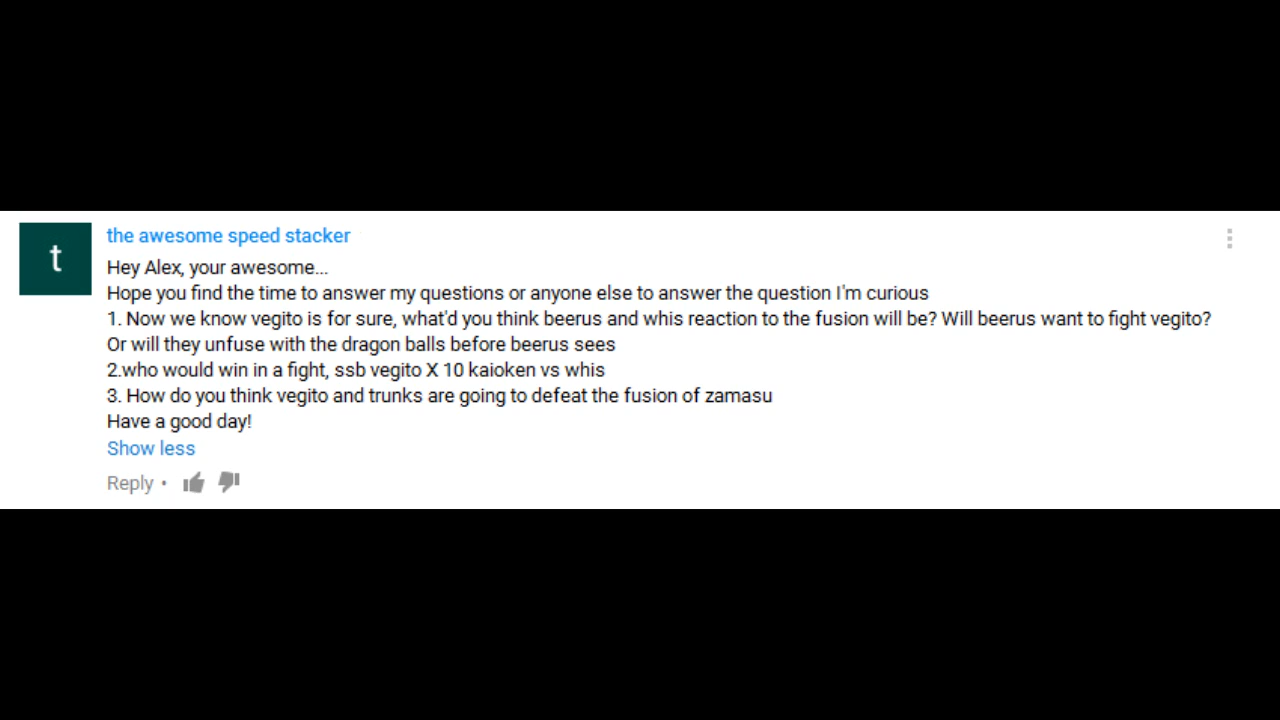 t
the awesome speed stacker
Hey Alex, your awesome...
Hope you find the time to answer my questions or anyone else to answer the question I'm curious
1. Now we know vegito is for sure, what'd you think beerus and whis reaction to the fusion will be? Will beerus want to fight vegito?
Or will they unfuse with the dragon balls before beerus sees
2.who would win in a fight, ssb vegito X 10 kaioken vs whis
3. How do you think vegito and trunks are going to defeat the fusion of zamasu
Have a good day!
Show less
Reply •